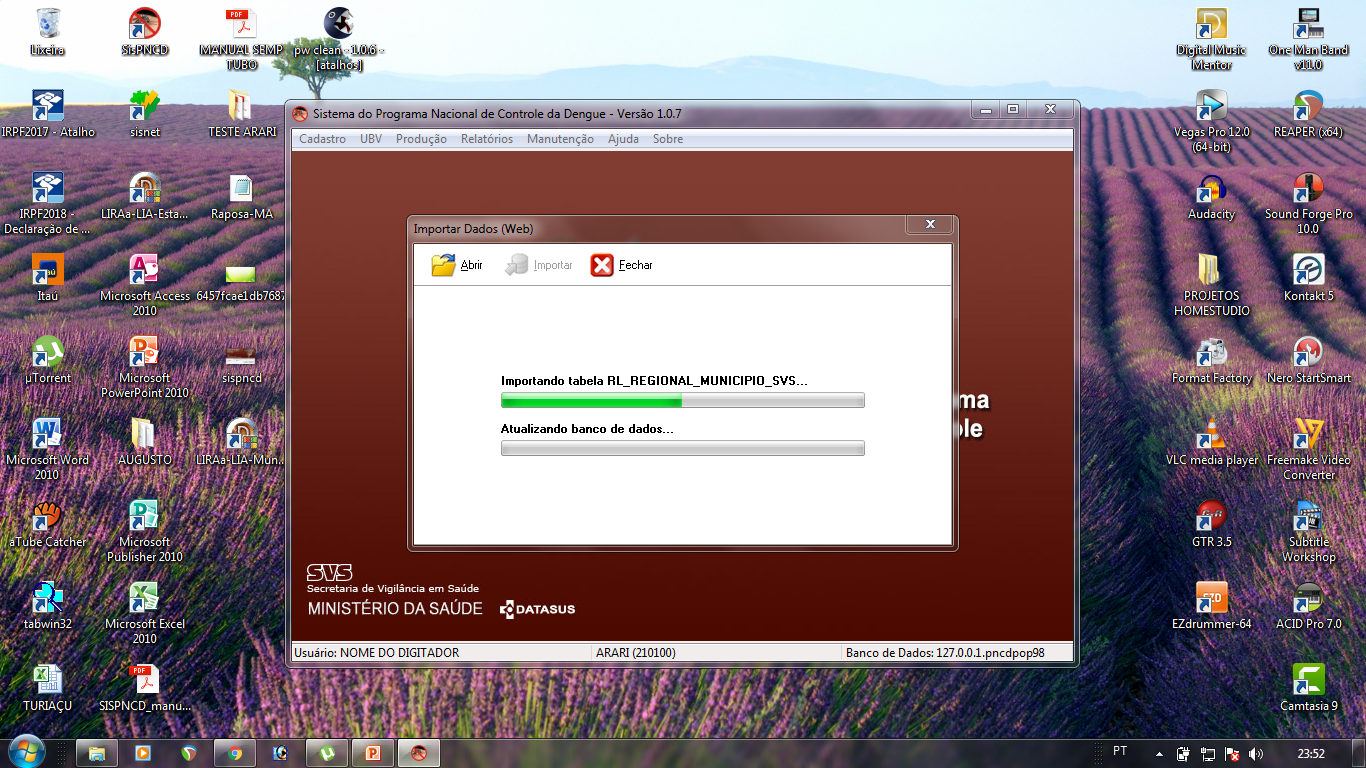 Lixeira
SisPNCD
MANUAL SEMP
TUBO
pw clean - 1.0.6 -
[atalhos]
Digital Music
Mentor
One Man Band
v11.0
IRPF2017 - Atalho
sisnet
TESTE ARARI
Vegas Pro 12.0
(64-bit)
REAPER (x64)
IRPF2018 -
Declaração de ...
LIRAa-LIA-Esta...
Raposa-MA
Audacity
Sound Forge Pro
10.0
Itaú
Microsoft Access
2010
6457fcae1db7687
PROJETOS
HOMESTUDIO
Kontakt 5
µTorrent
Microsoft
PowerPoint 2010
sispncd
Format Factory
Nero StartSmart
Microsoft Word
2010
AUGUSTO
LIRAa-LIA-Mun...
VLC media player
Freemake Video
Converter
aTube Catcher
Microsoft
Publisher 2010
GTR 3.5
Subtitle
Workshop
tabwin32
Microsoft Excel
2010
EZdrummer-64
ACID Pro 7.0
TURIAÇU
SISPNCD_manu...
Camtasia 9
Sistema do Programa Nacional de Controle da Dengue - Versão 1.0.7
Cadastro UBV Produção Relatórios Manutenção Ajuda Sobre
Importar Dados (Web)
Abrir Importar Fechar
Importando tabela RL_REGIONAL_MUNICIPIO_SVS...
Atualizando banco de dados...
ma
ole
SVS
Secretaria de Vigilância em Saúde
MINISTÉRIO DA SAÚDE DATASUS
Usuário: NOME DO DIGITADOR ARARI (210100) Banco de Dados: 127.0.0.1.pncdpop98
PT 23:52